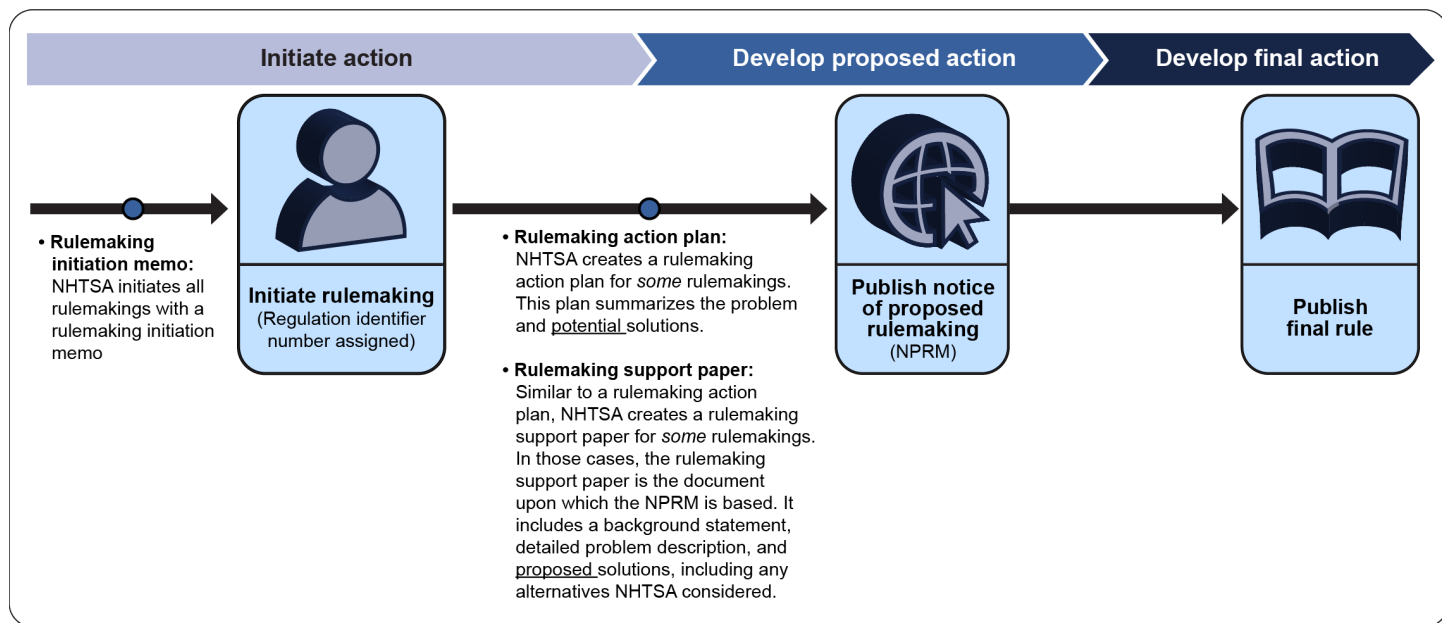 Initiate action
Develop proposed action
Develop final action
• Rulemaking
initiation memo:
NHTSA initiates all
rulemakings with a
rulemaking initiation
memo
Initiate rulemaking
(Regulation identifier
number assigned)
• Rulemaking action plan:
NHTSA creates a rulemaking
action plan for some rulemakings.
This plan summarizes the problem
and potential solutions.
• Rulemaking support paper:
Similar to a rulemaking action
plan, NHTSA creates a rulemaking
support paper for some rulemakings.
In those cases, the rulemaking
support paper is the document
upon which the NPRM is based. It
includes a background statement,
detailed problem description, and
proposed solutions, including any
alternatives NHTSA considered.
Publish notice
of proposed
rulemaking
(NPRM)
Publish
final rule